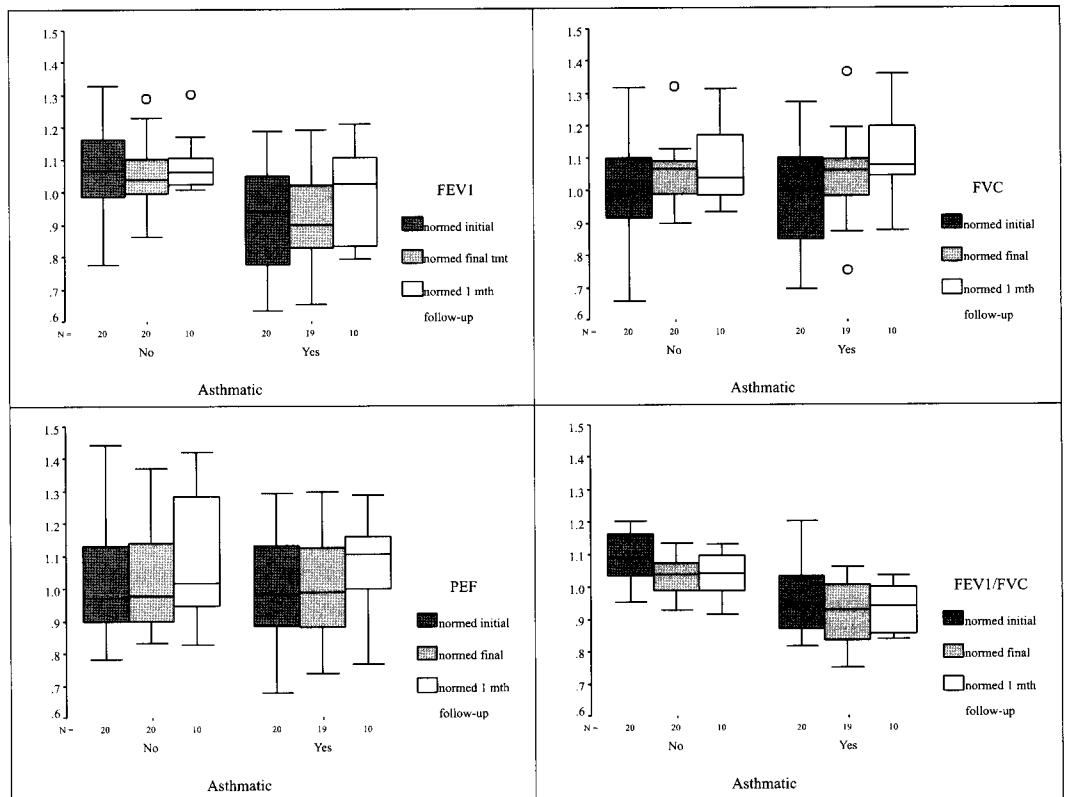 1.5
1.4
1.3
1.2
1.1
1.0
.9
.8
.7
.6
FEV1
normed initial
normed final tmt
normed 1 mth
follow-up
N = 20 20 10 20 19 10
No Yes
Asthmatic
1.5
1.4
1.3
1.2
1.1
1.0
.9
.8
.7
.6
FVC
normed initial
normed final
normed 1 mth
follow-up
N = 20 20 10 20 19 10
No Yes
Asthmatic
1.5
1.4
1.3
1.2
1.1
1.0
.9
.8
.7
.6
PEF
normed initial
normed final
normed 1 mth
follow-up
N = 20 20 10 20 19 10
No Yes
Asthmatic
1.5
1.4
1.3
1.2
1.1
1.0
.9
.8
.7
.6
FEV1/FVC
normed initial
normed final
normed 1 mth
follow-up
N = 20 20 10 20 19 10
No Yes
Asthmatic